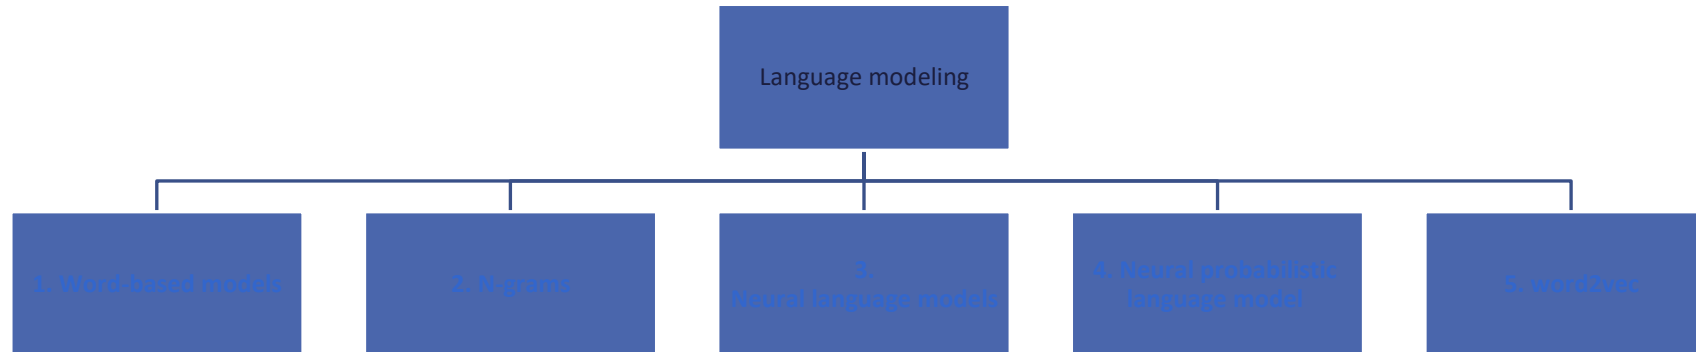 Language modeling
1. Word-based models
2. N-grams
3.
Neural language models
4. Neural probabilistic
language model
5. word2vec